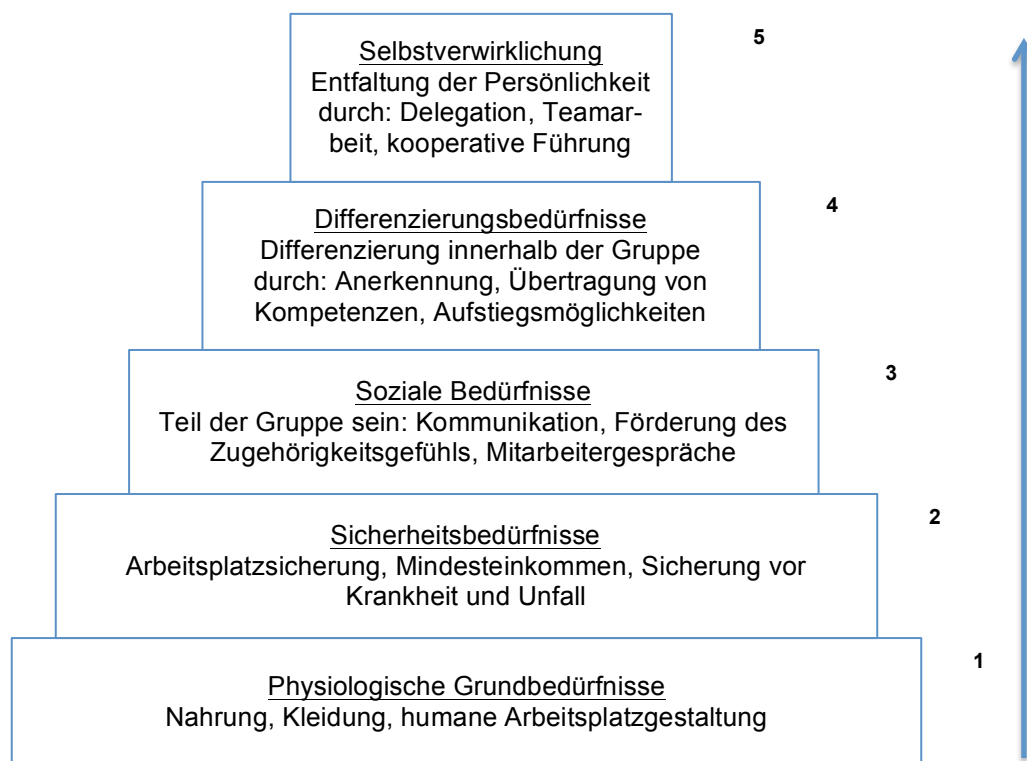 Selbstverwirklichung
Entfaltung der Persönlichkeit
durch: Delegation, Teamar-
beit, kooperative Führung
5
Differenzierungsbedürfnisse
Differenzierung innerhalb der Gruppe
durch: Anerkennung, Übertragung von
Kompetenzen, Aufstiegsmöglichkeiten
4
Soziale Bedürfnisse
Teil der Gruppe sein: Kommunikation, Förderung des
Zugehörigkeitsgefühls, Mitarbeitergespräche
3
Sicherheitsbedürfnisse
Arbeitsplatzsicherung, Mindesteinkommen, Sicherung vor
Krankheit und Unfall
2
Physiologische Grundbedürfnisse
Nahrung, Kleidung, humane Arbeitsplatzgestaltung
1